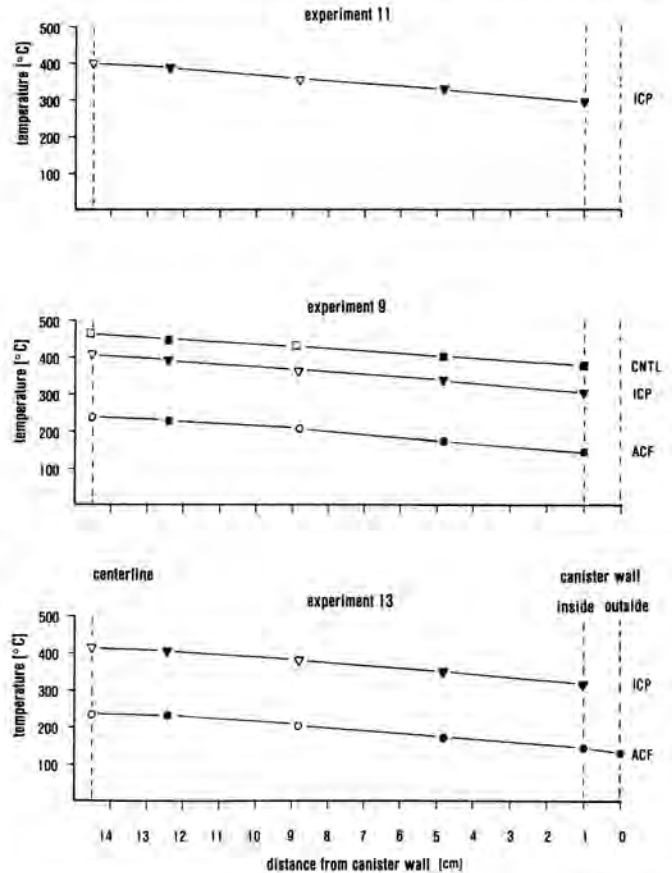 experiment 11
500
400
300
200
100
temperature [°C]
ICP
experiment 9
500
400
300
200
100
temperature [°C]
CNTL
ICP
ACF
centerline
canister wall
experiment 13
inside outside
500
400
300
200
100
temperature [°C]
ICP
ACF
14 13 12 11 10 9 8 7 6 5 4 3 2 1 0
distance from canister wall [cm]